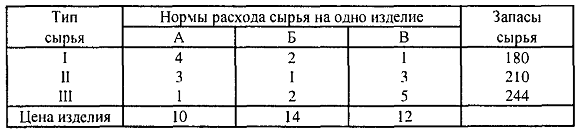 Тип сырья | Нормы расхода сырья на одно изделие | Запасы сырья
А | Б | В
I | 4 | 2 | 1 | 180
II | 3 | 1 | 3 | 210
III | 1 | 2 | 5 | 244
Цена изделия | 10 | 14 | 12